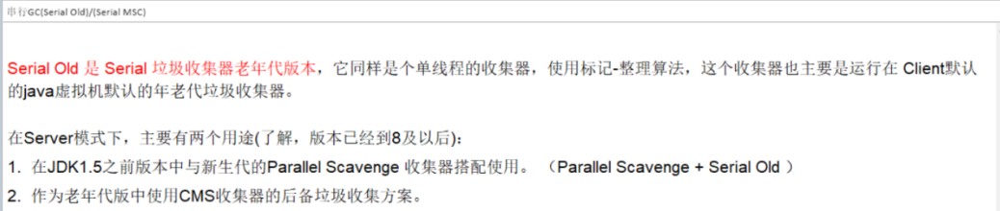 串行GC(Serial Old)/(Serial MSC)
Serial Old 是 Serial 垃圾收集器老年代版本，它同样是个单线程的收集器，使用标记-整理算法，这个收集器也主要是运行在 Client默认
的java虚拟机默认的年老代垃圾收集器。
在Server模式下，主要有两个用途(了解，版本已经到8及以后)：
1. 在JDK1.5之前版本中与新生代的Parallel Scavenge 收集器搭配使用。 （Parallel Scavenge + Serial Old ）
2. 作为老年代版中使用CMS收集器的后备垃圾收集方案。